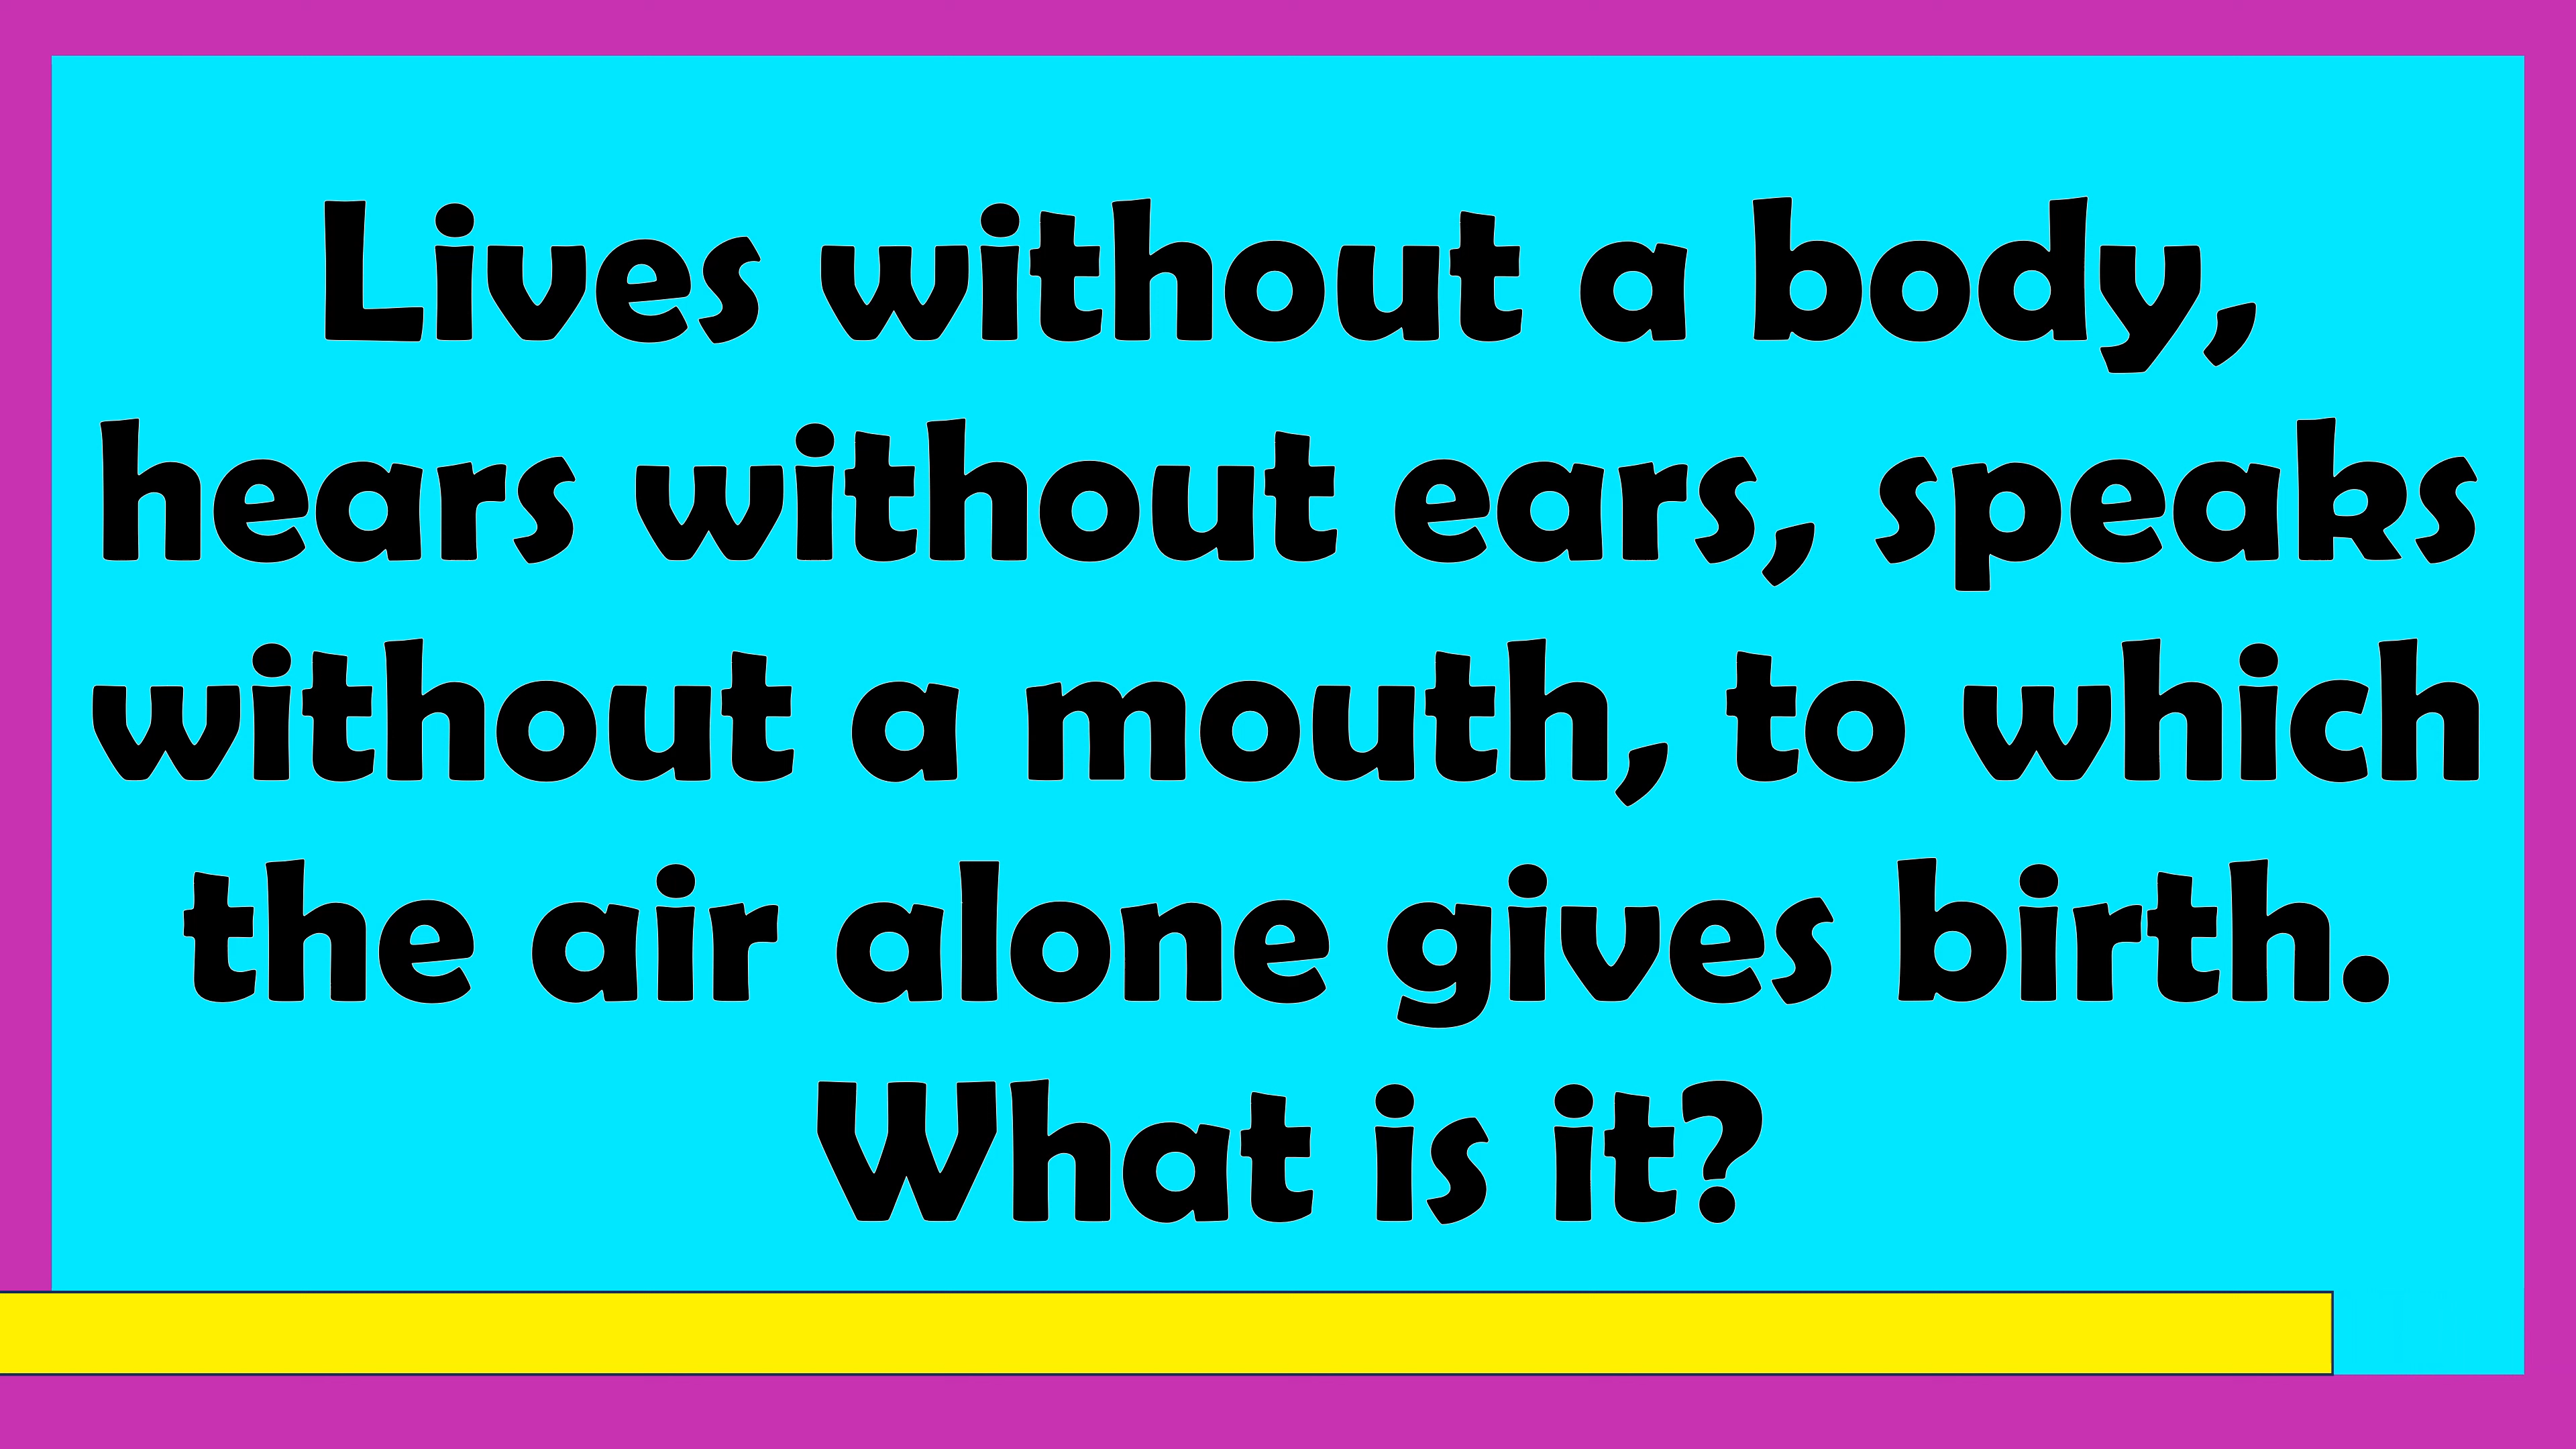 Lives without a body,
hears without ears, speaks
without a mouth, to which
the air alone gives birth.
What is it?